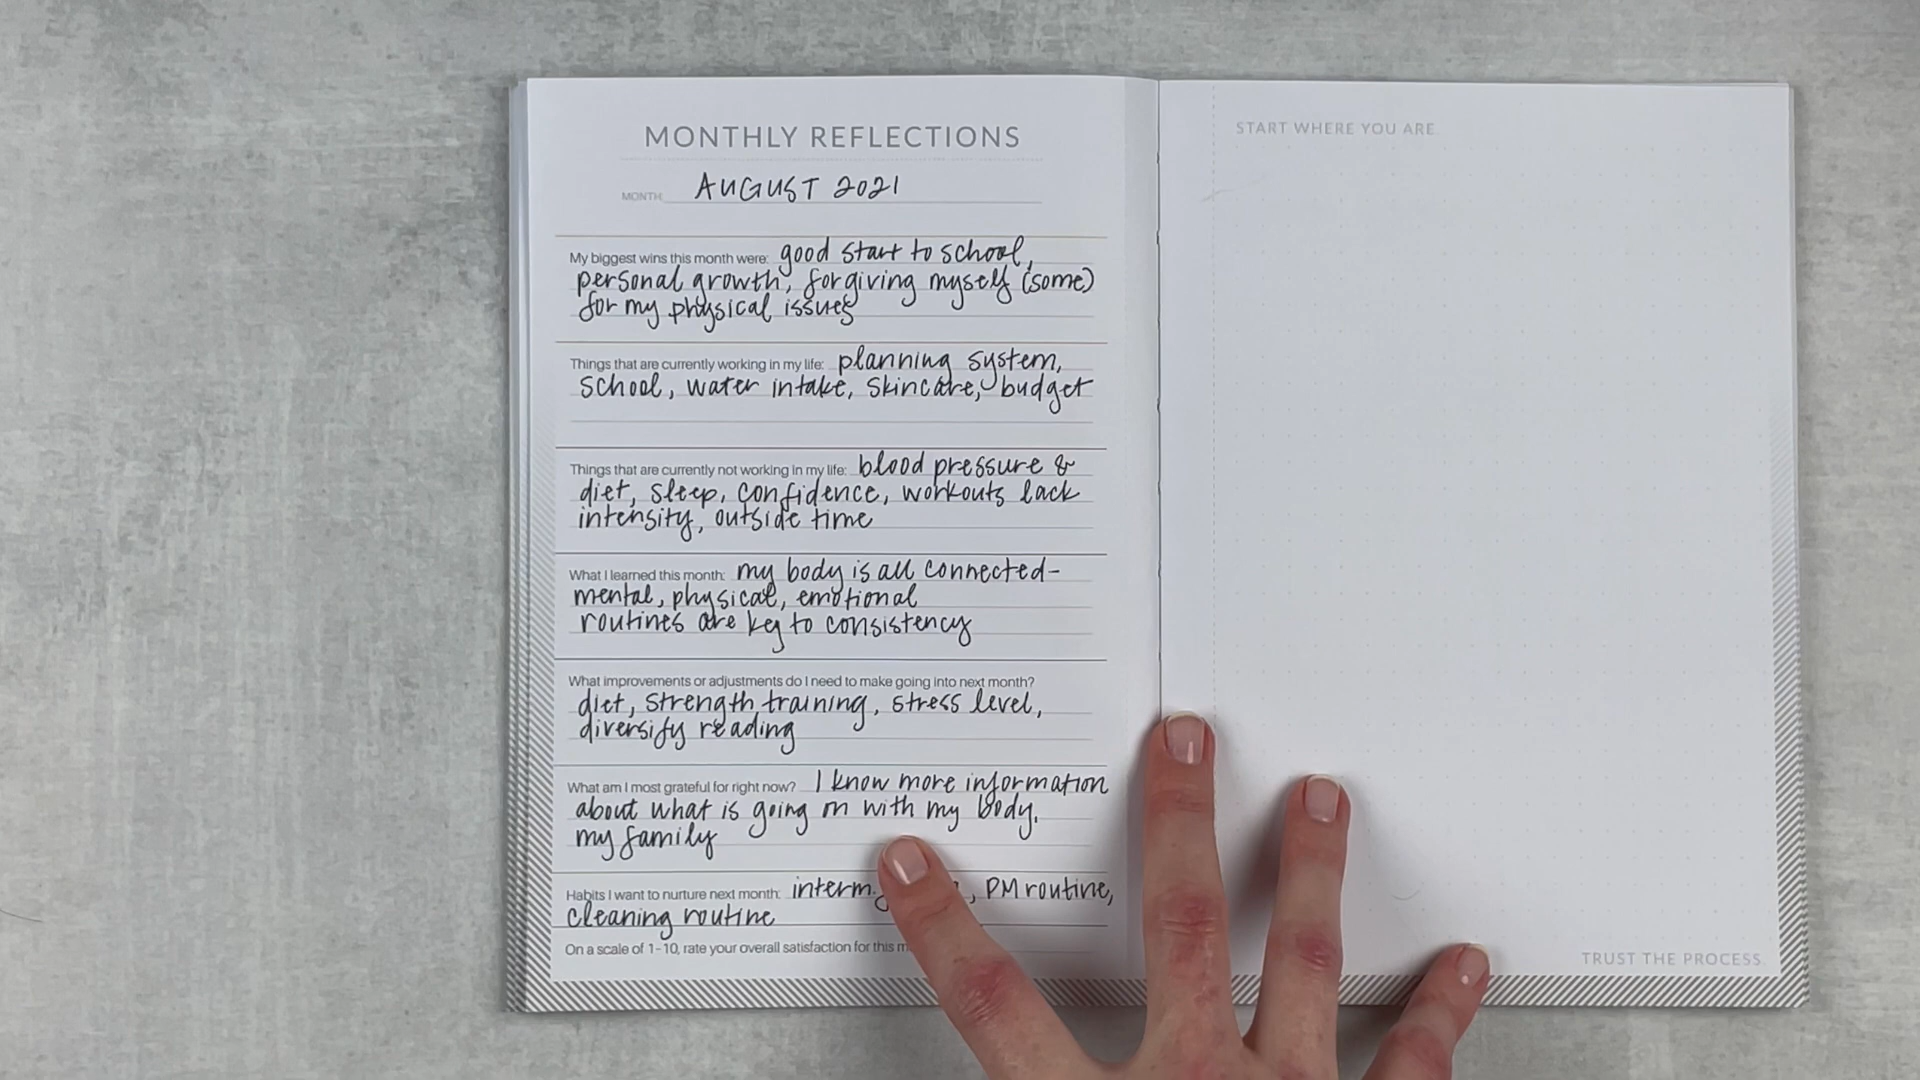 MONTHLY REFLECTIONS
MONTH: AUGUST 2021
My biggest wins this month were: good start to school,
personal growth, forgiving myself (some)
for my physical issues
Things that are currently working in my life: planning system,
school, water intake, skincare, budget
Things that are currently not working in my life: blood pressure &
diet, sleep, confidence, workouts lack
intensity, outside time
What I learned this month: my body is all connected-
mental, physical, emotional
routines are key to consistency
What improvements or adjustments do I need to make going into next month?
diet, strength training, stress level,
diversify reading
What am I most grateful for right now? I know more information
about what is going on with my body.
my family
Habits I want to nurture next month: interm. , PM routine,
cleaning routine
On a scale of 1-10, rate your overall satisfaction for this
START WHERE YOU ARE
TRUST THE PROCESS.